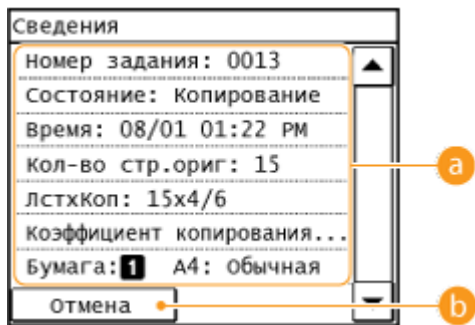 Сведения
Номер задания: 0013
Состояние: Копирование
Время: 08/01 01:22 PM
Кол-во стр.ориг: 15
ЛстхКоп: 15x4/6
Коэффициент копирования...
Бумага: 1 A4: Обычная
Отмена
a
b